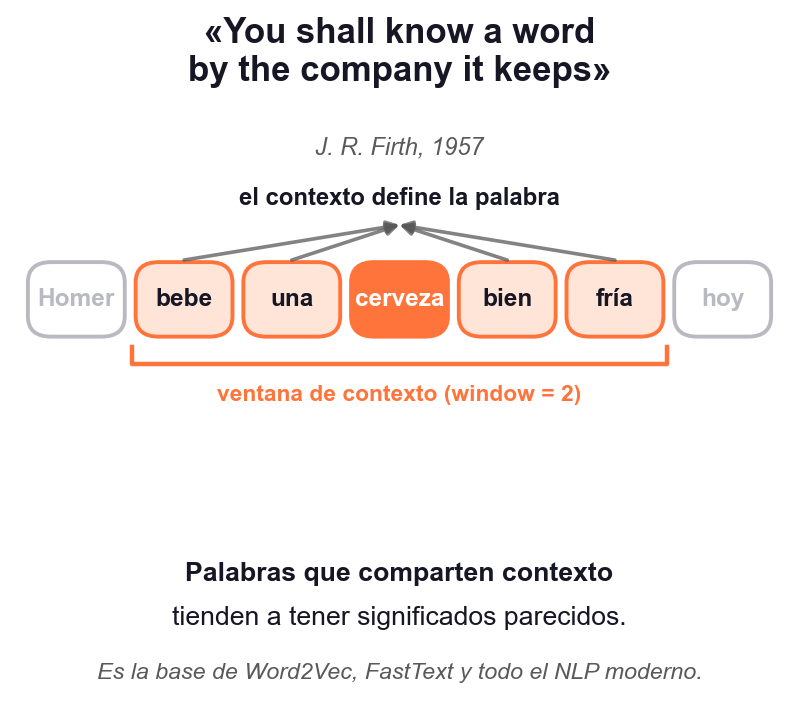 «You shall know a word
by the company it keeps»
J. R. Firth, 1957
el contexto define la palabra
Homer bebe una cerveza bien fría hoy
ventana de contexto (window = 2)
Palabras que comparten contexto
tienden a tener significados parecidos.
Es la base de Word2Vec, FastText y todo el NLP moderno.